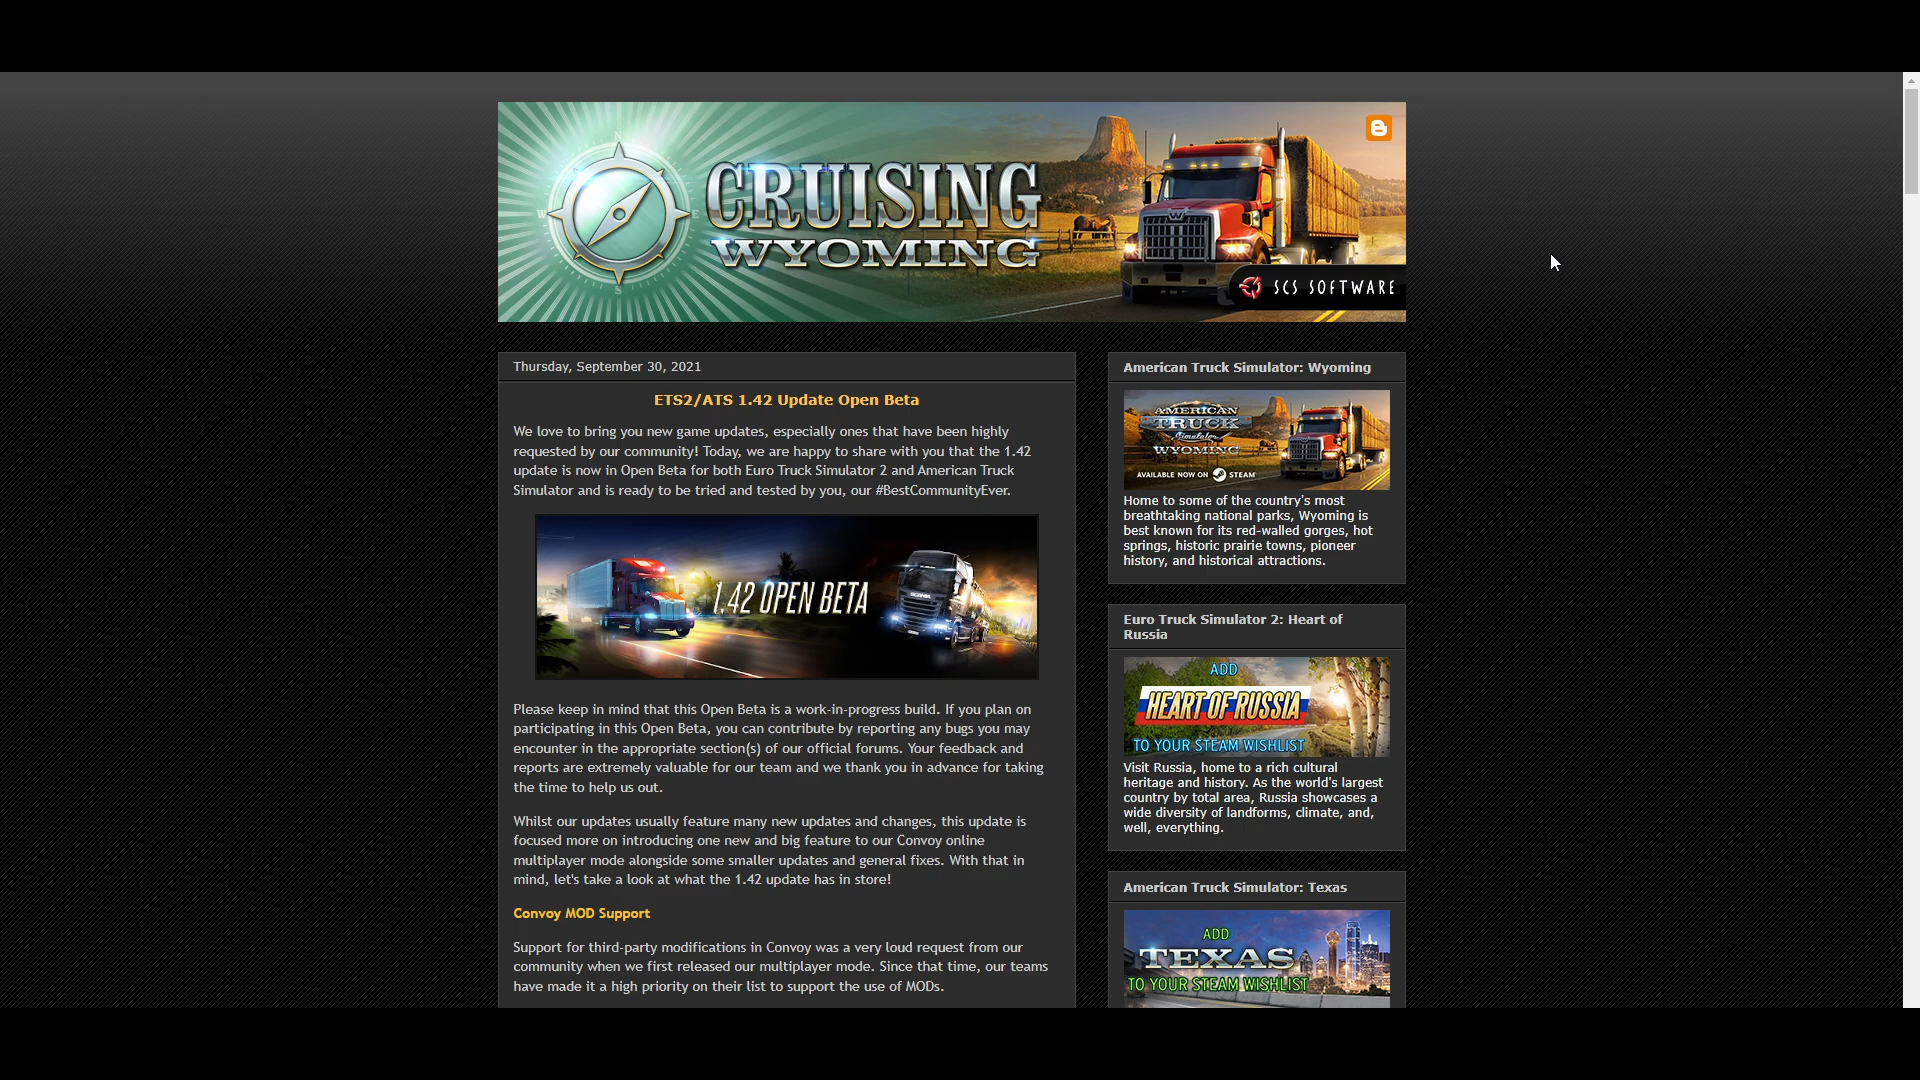 N
W
E
S
CRUISING
WYOMING
SCS SOFTWARE
Thursday, September 30, 2021
ETS2/ATS 1.42 Update Open Beta
We love to bring you new game updates, especially ones that have been highly
requested by our community! Today, we are happy to share with you that the 1.42
update is now in Open Beta for both Euro Truck Simulator 2 and American Truck
Simulator and is ready to be tried and tested by you, our #BestCommunityEver.
1.42 OPEN BETA
SCANIA
Please keep in mind that this Open Beta is a work-in-progress build. If you plan on
participating in this Open Beta, you can contribute by reporting any bugs you may
encounter in the appropriate section(s) of our official forums. Your feedback and
reports are extremely valuable for our team and we thank you in advance for taking
the time to help us out.
Whilst our updates usually feature many new updates and changes, this update is
focused more on introducing one new and big feature to our Convoy online
multiplayer mode alongside some smaller updates and general fixes. With that in
mind, let's take a look at what the 1.42 update has in store!
Convoy MOD Support
Support for third-party modifications in Convoy was a very loud request from our
community when we first released our multiplayer mode. Since that time, our teams
have made it a high priority on their list to support the use of MODs.
American Truck Simulator: Wyoming
AMERICAN
TRUCK
Simulator
WYOMING
AVAILABLE NOW ON STEAM
Home to some of the country's most
breathtaking national parks, Wyoming is
best known for its red-walled gorges, hot
springs, historic prairie towns, pioneer
history, and historical attractions.
Euro Truck Simulator 2: Heart of
Russia
ADD
HEART OF RUSSIA
TO YOUR STEAM WISHLIST
Visit Russia, home to a rich cultural
heritage and history. As the world's largest
country by total area, Russia showcases a
wide diversity of landforms, climate, and,
well, everything.
American Truck Simulator: Texas
ADD
TEXAS
TO YOUR STEAM WISHLIST